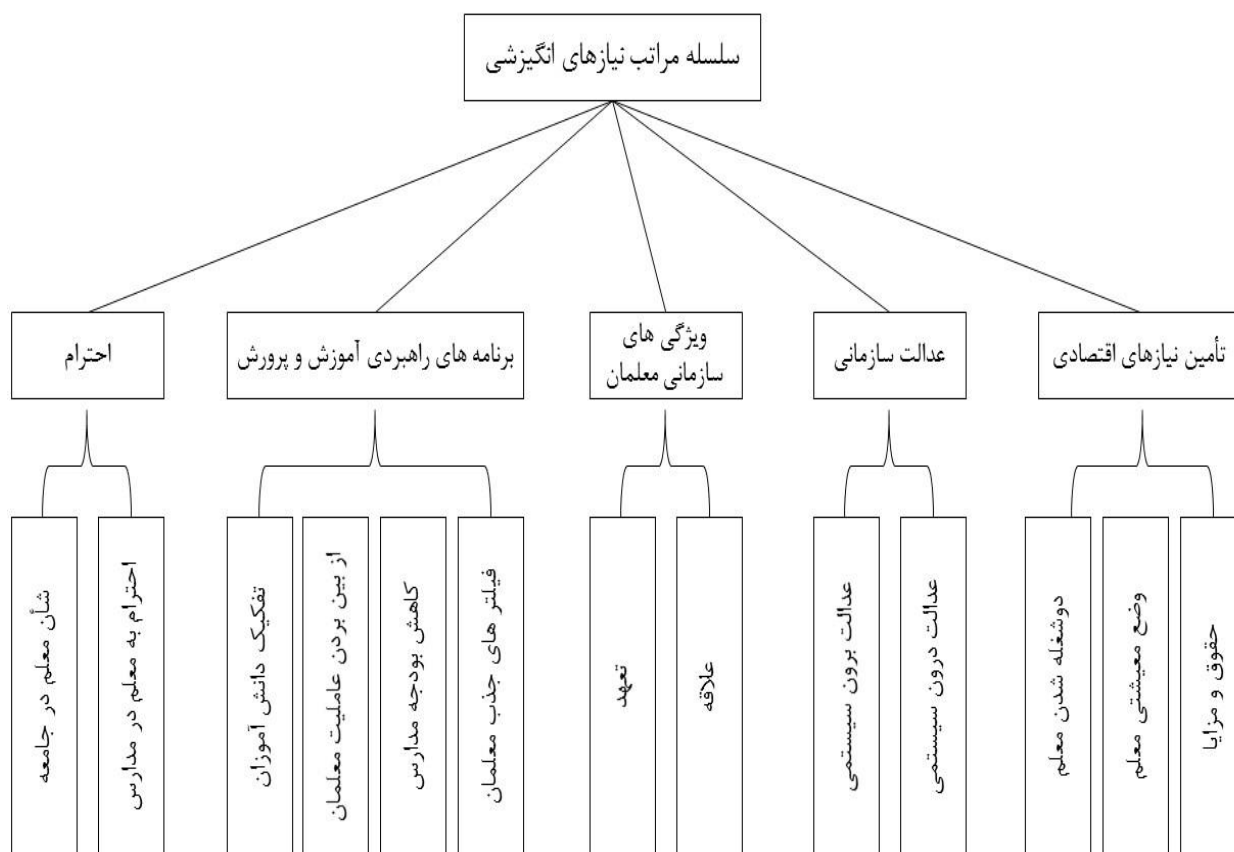 سلسله مراتب نیازهای انگیزشی
تأمین نیازهای اقتصادی
عدالت سازمانی
ویژگی های
سازمانی معلمان
برنامه های راهبردی آموزش و پرورش
احترام
حقوق و مزایا
وضع معیشتی معلم
دوشغله شدن معلم
عدالت درون سیستمی
عدالت برون سیستمی
علاقه
تعهد
فیلتر های جذب معلمان
کاهش بودجه مدارس
از بین بردن عاملیت معلمان
تفکیک دانش آموزان
احترام به معلم در مدارس
شأن معلم در جامعه